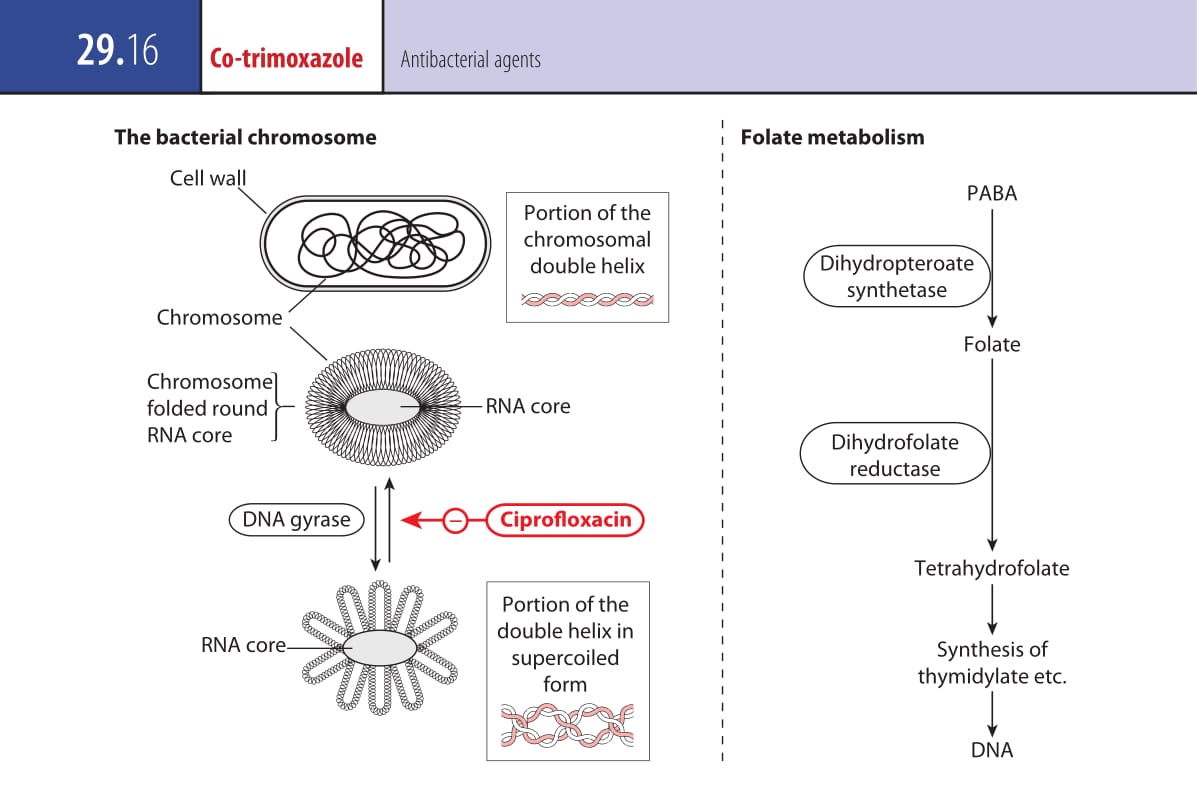 29.16
Co-trimoxazole
Antibacterial agents
The bacterial chromosome
Cell wall
Portion of the
chromosomal
double helix
Chromosome
Chromosome
folded round
RNA core
RNA core
DNA gyrase
−
Ciprofloxacin
RNA core
Portion of the
double helix in
supercoiled
form
Folate metabolism
PABA
Dihydropteroate
synthetase
Folate
Dihydrofolate
reductase
Tetrahydrofolate
Synthesis of
thymidylate etc.
DNA